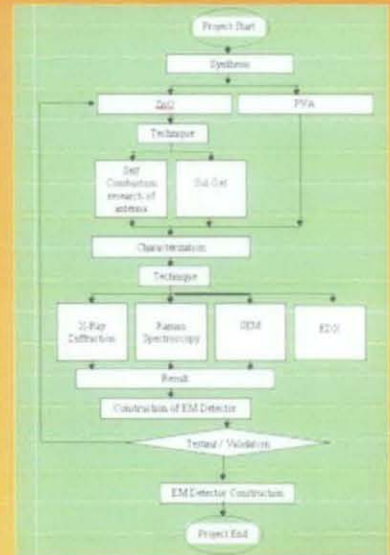 Project Start
Synthesis
ZnO
PVA
Technique
Self
Combustion
Sol-Gel
Characterization
Technique
X-Ray
Diffraction
Raman
Spectroscopy
SEM
EDX
Result
Construction of EM Detector
Testing / Validation
EM Detector Construction
Project End